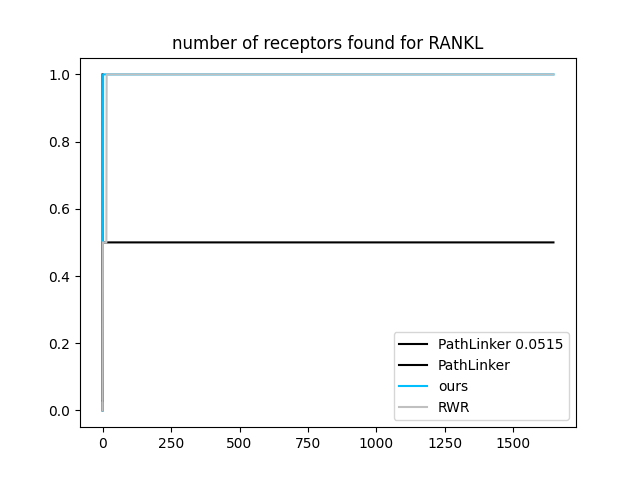 number of receptors found for RANKL
1.0
0.8
0.6
0.4
0.2
0.0
PathLinker 0.0515
PathLinker
ours
RWR
0 250 500 750 1000 1250 1500